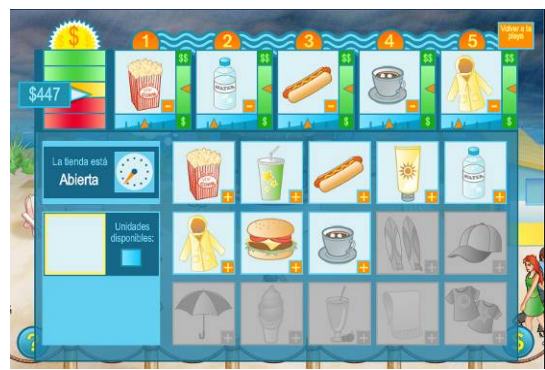 $
1
2
3
4
5
Volver a la
playa
$$
$$
$$
$$
$$
$447
WATER
$
$
$
$
$
La tienda está
Abierta
WATER
Unidades
disponibles:
?
$